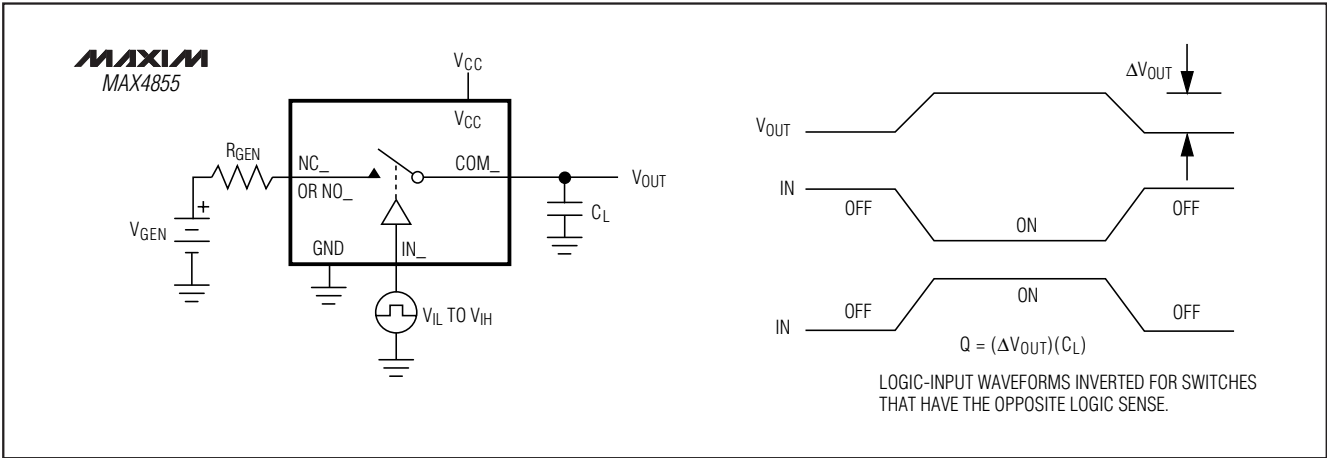 MAXIM
MAX4855
VCC
VCC
RGEN
NC_
OR NO_
COM_
VOUT
CL
+
VGEN
GND
IN_
VIL TO VIH
ΔVOUT
VOUT
IN
OFF
ON
OFF
IN
OFF
ON
OFF
Q = (ΔVOUT)(CL)
LOGIC-INPUT WAVEFORMS INVERTED FOR SWITCHES
THAT HAVE THE OPPOSITE LOGIC SENSE.